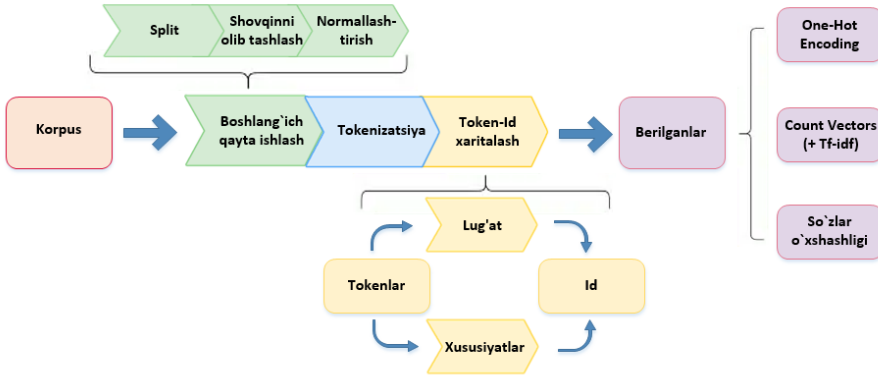 Split
Shovqinni
olib tashlash
Normallash-
tirish
One-Hot
Encoding
Korpus
Boshlang`ich
qayta ishlash
Tokenizatsiya
Token-Id
xaritalash
Berilganlar
Count Vectors
(+ Tf-idf)
So`zlar
o`xshashligi
Lug'at
Tokenlar
Id
Xususiyatlar